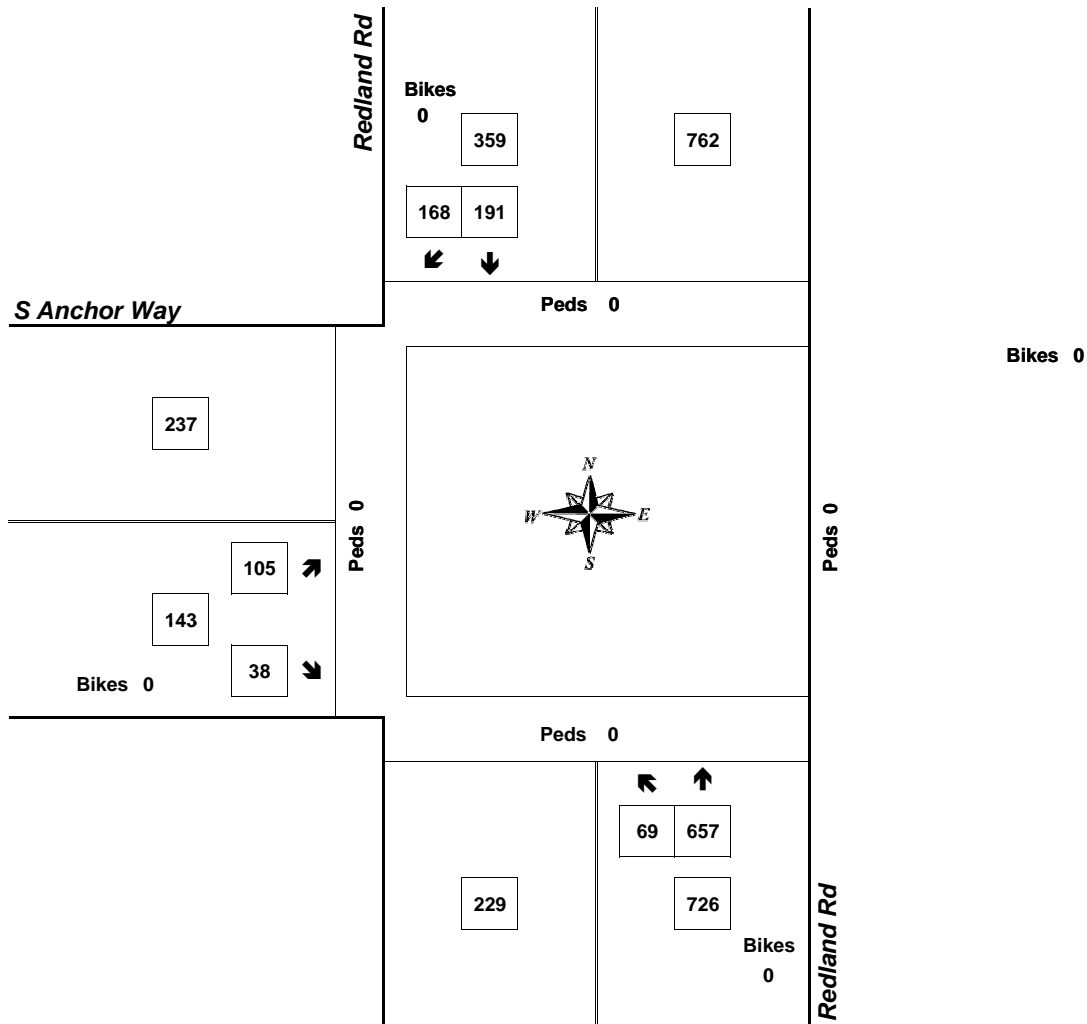 Redland Rd
Bikes
0
359
762
168 191
S Anchor Way
Peds 0
Bikes 0
237
N
W E
S
Peds 0
Peds 0
105
143
38
Bikes 0
Peds 0
69 657
229
726
Bikes
0
Redland Rd